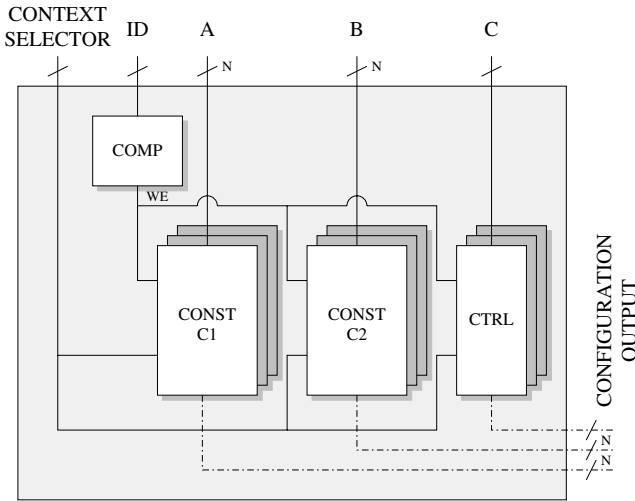 CONTEXT
SELECTOR
ID
A
B
C
N
N
COMP
WE
CONST
C1
CONST
C2
CTRL
CONFIGURATION
OUTPUT
N
N